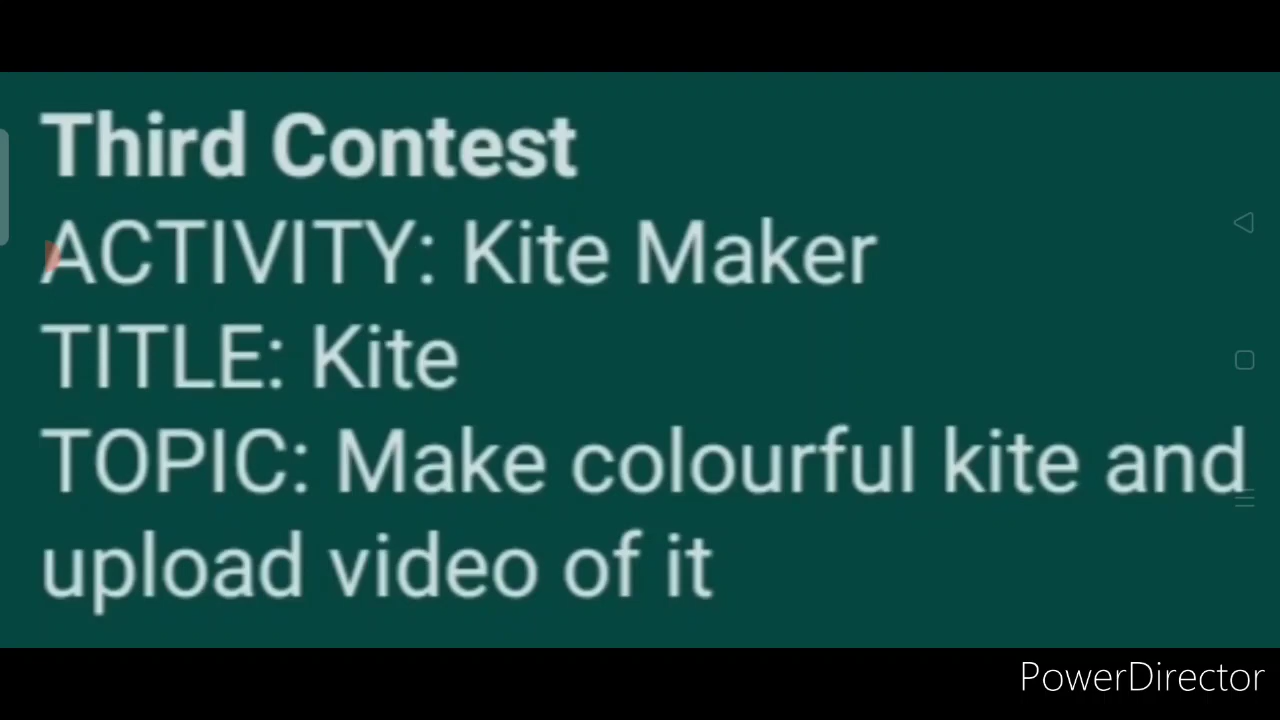 Third Contest
ACTIVITY: Kite Maker
TITLE: Kite
TOPIC: Make colourful kite and
upload video of it
PowerDirector